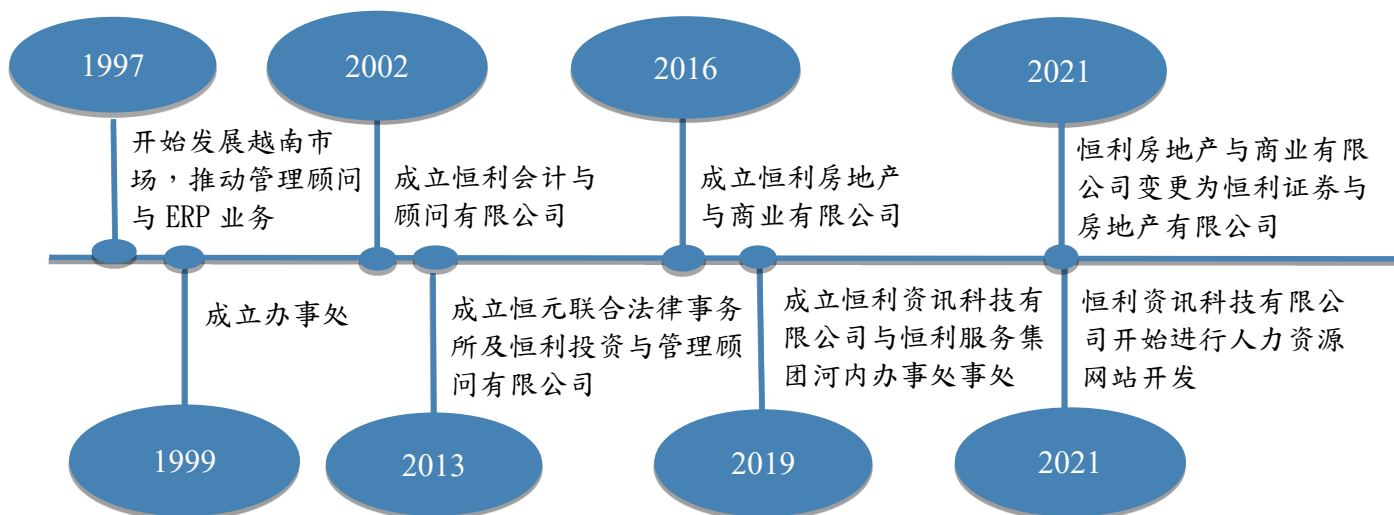 1997
开始发展越南市
场，推动管理顾问
与 ERP 业务
1999
成立办事处
2002
成立恒利会计与
顾问有限公司
2013
成立恒元联合法律事务
所及恒利投资与管理顾
问有限公司
2016
成立恒利房地产
与商业有限公司
2019
成立恒利资讯科技有
限公司与恒利服务集
团河内办事处事处
2021
恒利房地产与商业有限
公司变更为恒利证券与
房地产有限公司
2021
恒利资讯科技有限公
司开始进行人力资源
网站开发